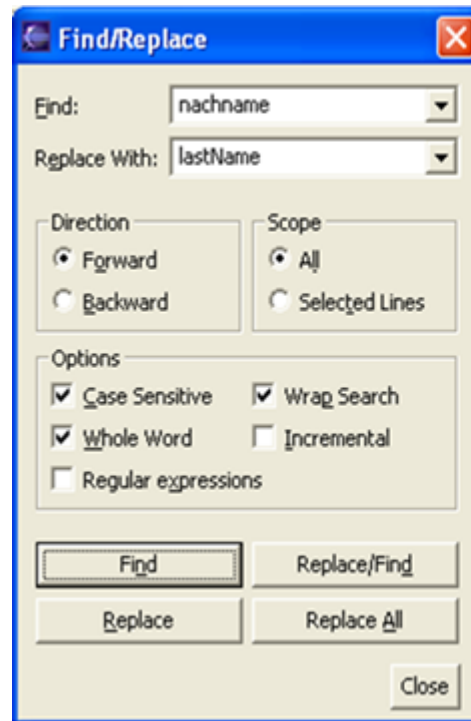 Find/Replace
Find: nachname
Replace With: lastName
Direction Scope
Forward All
Backward Selected Lines
Options
Case Sensitive Wrap Search
Whole Word Incremental
Regular expressions
Find Replace/Find
Replace Replace All
Close